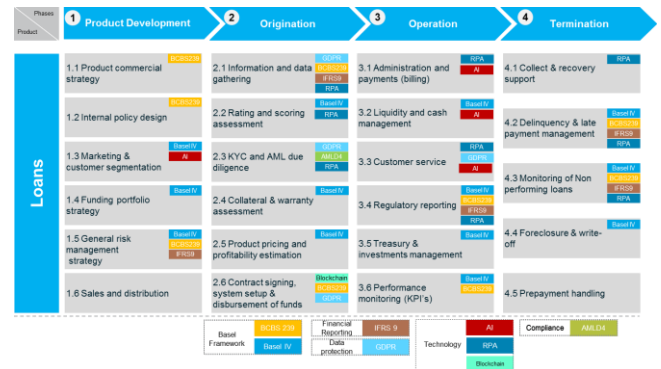 Phases
Product
1 Product Development
2 Origination
3 Operation
4 Termination
Loans
1.1 Product commercial
strategy
BCBS239
1.2 Internal policy design
BCBS239
1.3 Marketing &
customer segmentation
Basel IV
AI
1.4 Funding portfolio
strategy
Basel IV
1.5 General risk
management
strategy
Basel IV
BCBS239
IFRS9
1.6 Sales and distribution
2.1 Information and data
gathering
GDPR
BCBS239
IFRS9
RPA
2.2 Rating and scoring
assessment
Basel IV
RPA
2.3 KYC and AML due
diligence
GDPR
AMLD4
RPA
2.4 Collateral & warranty
assessment
Basel IV
2.5 Product pricing and
profitability estimation
Basel IV
2.6 Contract signing,
system setup &
disbursement of funds
Blockchain
BCBS239
GDPR
3.1 Administration and
payments (billing)
RPA
AI
3.2 Liquidity and cash
management
Basel IV
AI
3.3 Customer service
RPA
GDPR
AI
3.4 Regulatory reporting
Basel IV
BCBS239
IFRS9
RPA
3.5 Treasury &
investments management
Basel IV
3.6 Performance
monitoring (KPI's)
Basel IV
BCBS239
4.1 Collect & recovery
support
RPA
4.2 Delinquency & late
payment management
Basel IV
BCBS239
IFRS9
RPA
4.3 Monitoring of Non
performing loans
Basel IV
BCBS239
IFRS9
RPA
4.4 Foreclosure & write-
off
Basel IV
4.5 Prepayment handling
Basel
Framework
BCBS 239
Basel IV
Financial
Reporting
IFRS 9
Data
protection
GDPR
Technology
AI
RPA
Blockchain
Compliance
AMLD4